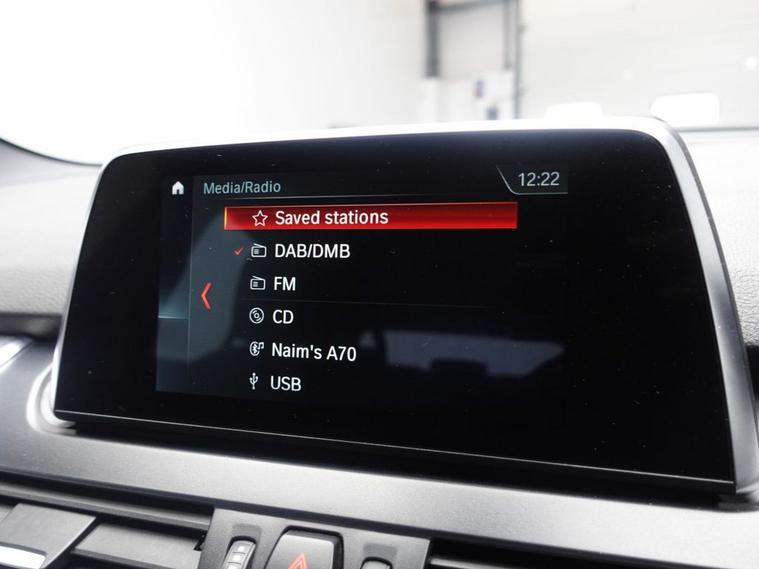 Media/Radio
12:22
Saved stations
DAB/DMB
FM
CD
Naim's A70
USB